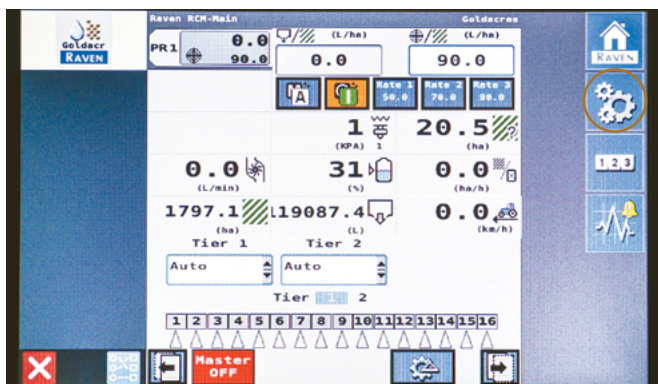 Raven RCM-Main Goldacres
Goldacr
RAVEN
PR1 0.0
90.0
(L/ha)
0.0
(L/ha)
90.0
RAVEN
A
Rate 1
50.0
Rate 2
70.0
Rate 3
90.0
1
(KPA) 1
20.5
(ha)
0.0
(L/min)
31
(%)
0.0
(ha/h)
1 2 3
1797.1
(ha)
119087.4
(L)
0.0
(km/h)
Tier 1 Tier 2
Auto Auto
Tier 1 2
1 2 3 4 5 6 7 8 9 10 11 12 13 14 15 16
Master
OFF